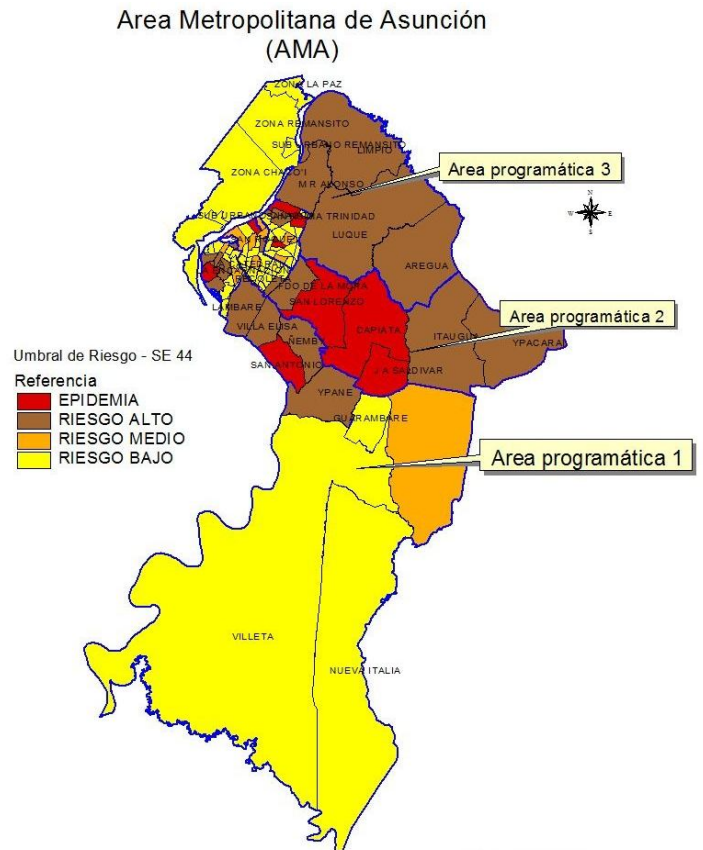 Area Metropolitana de Asunción
(AMA)
ZONA LA PAZ
ZONA REMANSITO
SUB URBANO REMANSITO
LIMPIO
Area programática 3
ZONA CHACO'I
M R ALONSO
N
W E
S
TRINIDAD
LUQUE
AREGUA
RECOLETA
FDO DE LA MORA
SAN LORENZO
LAMBARE
CAPIATA
Area programática 2
VILLA ELISA
ITAUGUA
YPACARAI
ÑEMB
Umbral de Riesgo - SE 44
SAN ANTONIO
J A SALDIVAR
Referencia
YPANE
EPIDEMIA
RIESGO ALTO
GUARAMBARE
RIESGO MEDIO
RIESGO BAJO
Area programática 1
VILLETA
NUEVA ITALIA